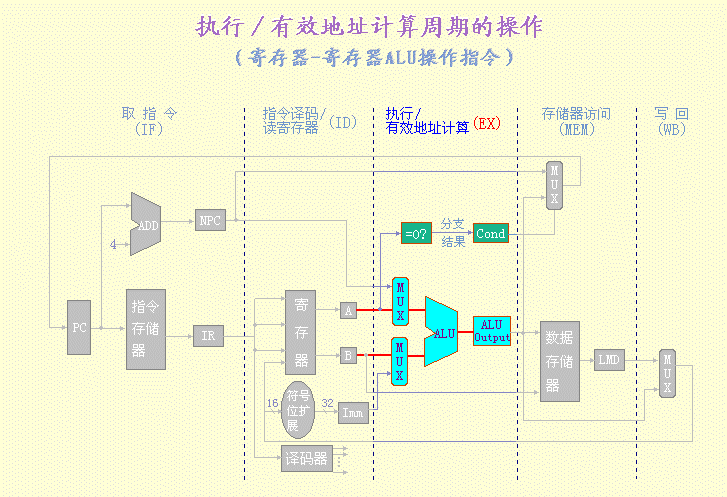 执行/有效地址计算周期的操作
(寄存器-寄存器ALU操作指令)
取 指 令
(IF)
指令译码/
读寄存器
(ID)
执行/
有效地址计算
(EX)
存储器访问
(MEM)
写 回
(WB)
M
U
X
ADD
NPC
4
=0?
分支
结果
Cond
PC
指令
存储
器
IR
寄
存
器
A
B
M
U
X
M
U
X
ALU
ALU
Output
数据
存储
器
LMD
M
U
X
16
符号
位扩
展
32
Imm
译码器